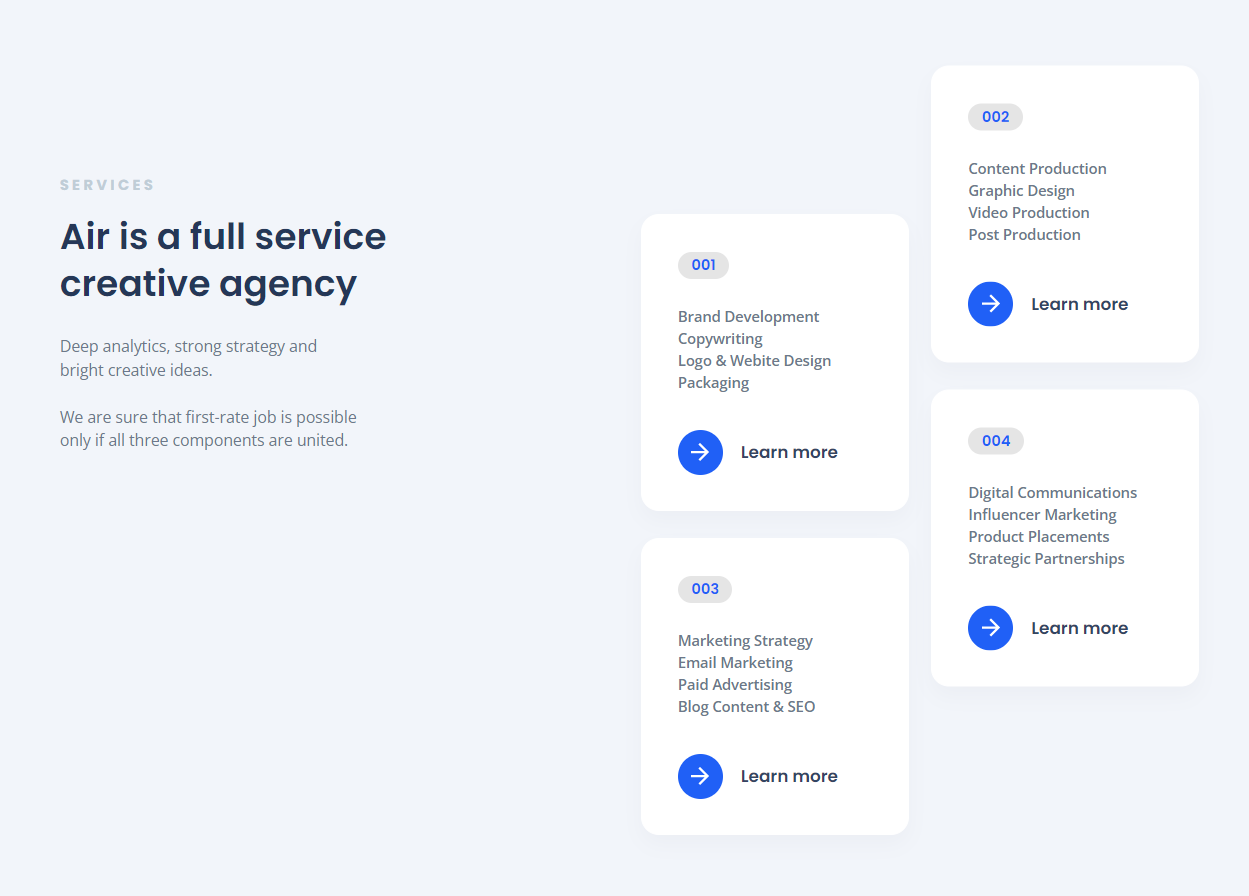 SERVICES
Air is a full service
creative agency
Deep analytics, strong strategy and
bright creative ideas.
We are sure that first-rate job is possible
only if all three components are united.
001
Brand Development
Copywriting
Logo & Webite Design
Packaging
Learn more
002
Content Production
Graphic Design
Video Production
Post Production
Learn more
003
Marketing Strategy
Email Marketing
Paid Advertising
Blog Content & SEO
Learn more
004
Digital Communications
Influencer Marketing
Product Placements
Strategic Partnerships
Learn more